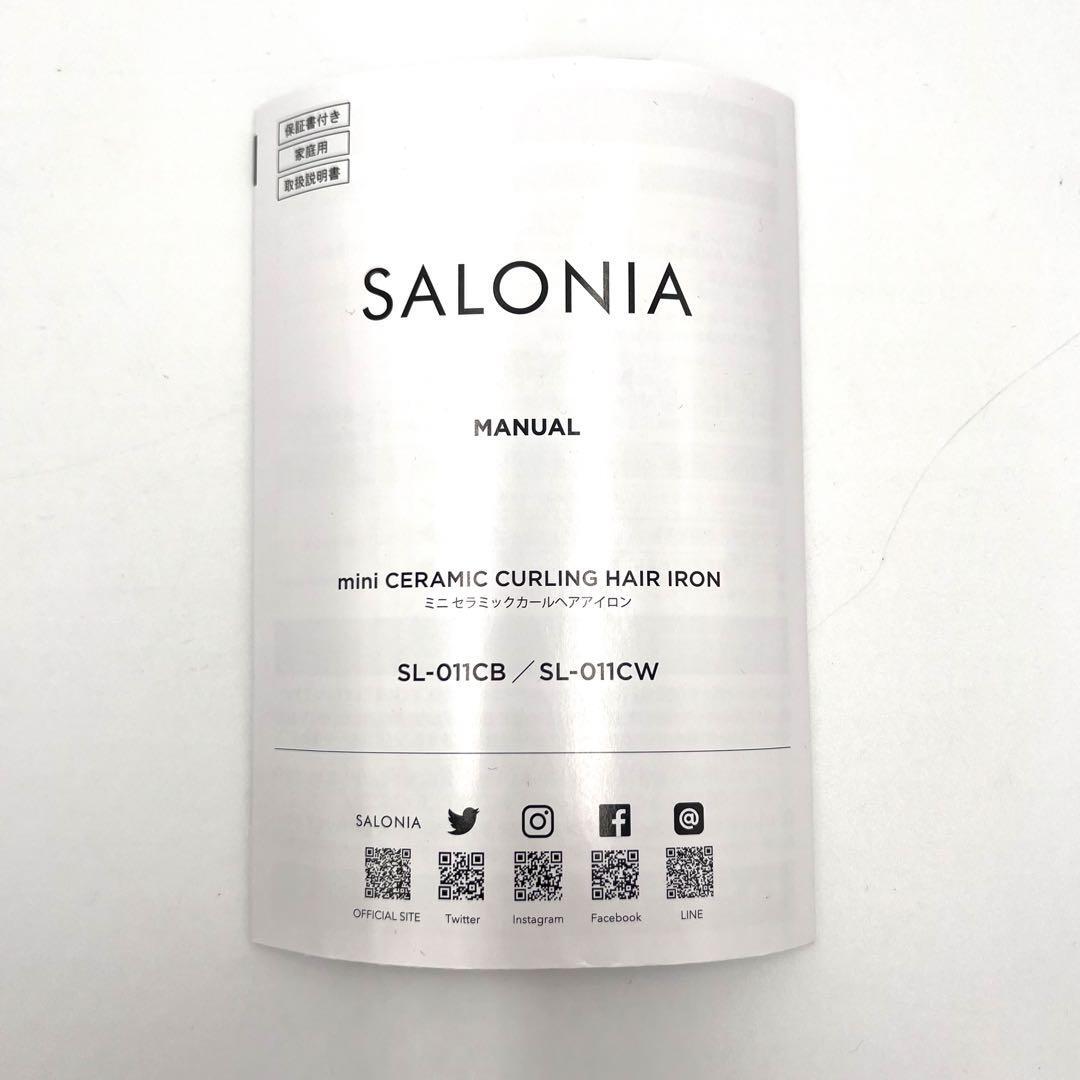 保証書付き
家庭用
取扱説明書
SALONIA
MANUAL
mini CERAMIC CURLING HAIR IRON
ミニ セラミックカールヘアアイロン
SL-011CB ／ SL-011CW
SALONIA
OFFICIAL SITE Twitter Instagram Facebook LINE